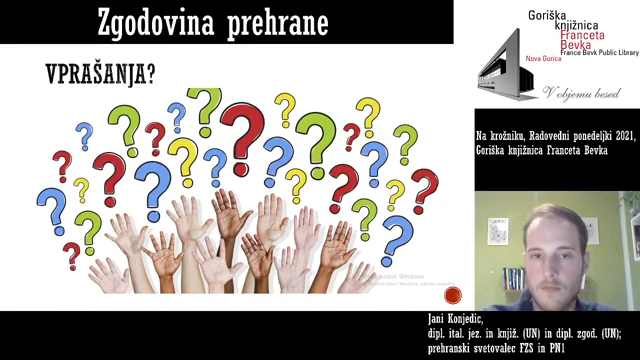 Zgodovina prehrane
VPRAŠANJA?
Goriška
knjižnica
Franceta
Bevka
France Bevk Public Library
Nova Gorica
V objemu besed
Na krožniku, Radovedni ponedeljki 2021,
Goriška knjižnica Franceta Bevka
sistem Windows
Jani Konjedic,
dipl. ital. jez. in knjiž. (UN) in dipl. zgod. (UN);
prehranski svetovalec FZS in PN1